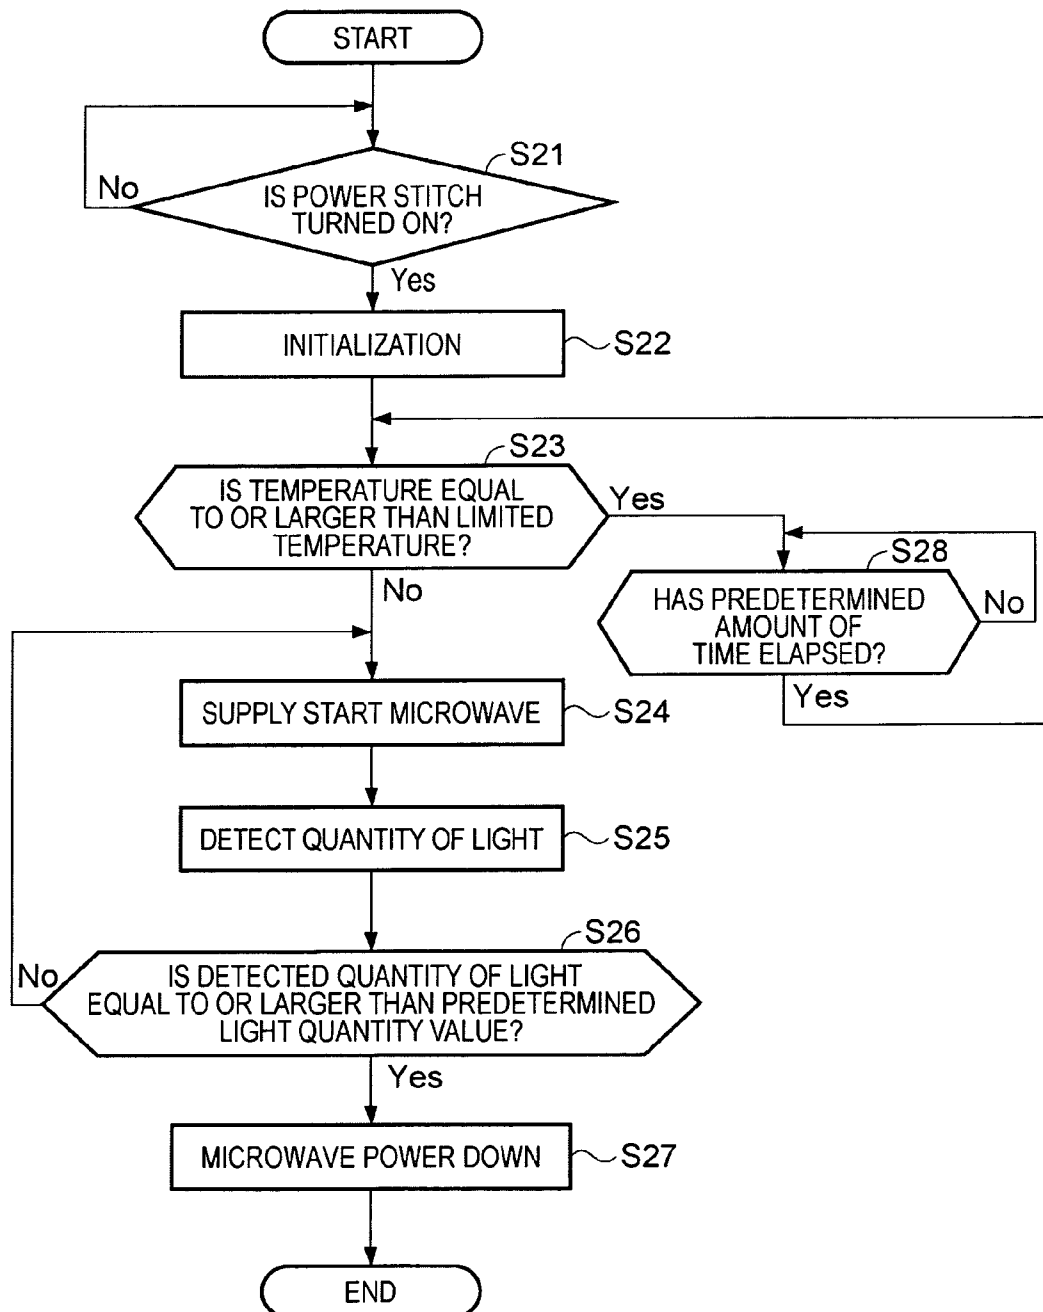 START
S21
No
IS POWER STITCH
TURNED ON?
Yes
INITIALIZATION
S22
S23
IS TEMPERATURE EQUAL
TO OR LARGER THAN LIMITED
TEMPERATURE?
Yes
No
S28
HAS PREDETERMINED
AMOUNT OF
TIME ELAPSED?
No
Yes
SUPPLY START MICROWAVE
S24
DETECT QUANTITY OF LIGHT
S25
S26
No
IS DETECTED QUANTITY OF LIGHT
EQUAL TO OR LARGER THAN PREDETERMINED
LIGHT QUANTITY VALUE?
Yes
MICROWAVE POWER DOWN
S27
END